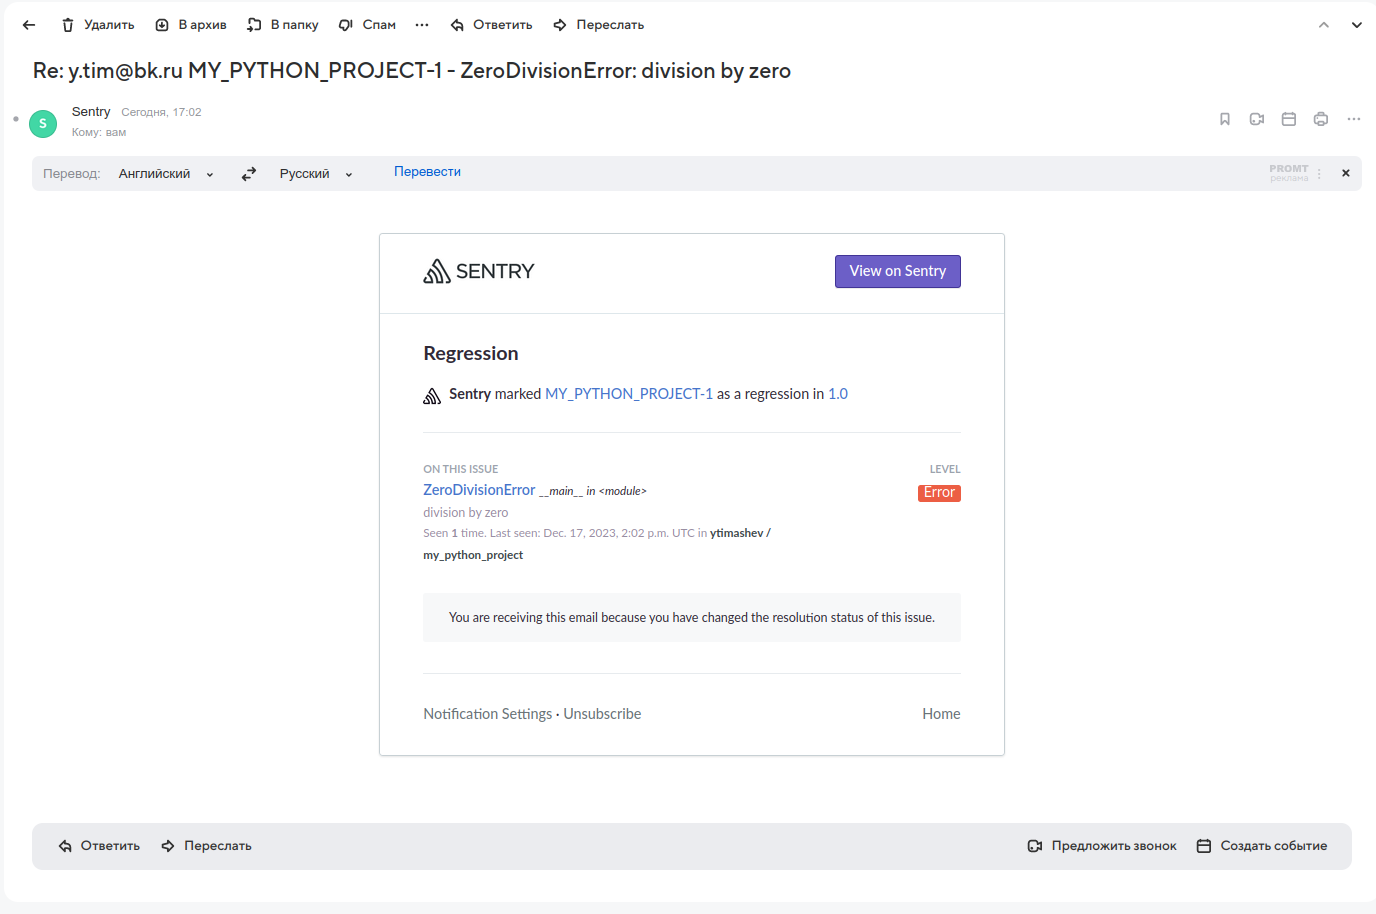 Удалить В архив В папку Спам ··· Ответить Переслать
Re: y.tim@bk.ru MY_PYTHON_PROJECT-1 - ZeroDivisionError: division by zero
S Sentry Сегодня, 17:02
Кому: вам
Перевод: Английский Русский Перевести PROMT
реклама
SENTRY View on Sentry
Regression
Sentry marked MY_PYTHON_PROJECT-1 as a regression in 1.0
ON THIS ISSUE LEVEL
ZeroDivisionError __main__ in <module> Error
division by zero
Seen 1 time. Last seen: Dec. 17, 2023, 2:02 p.m. UTC in ytimashev /
my_python_project
You are receiving this email because you have changed the resolution status of this issue.
Notification Settings · Unsubscribe Home
Ответить Переслать Предложить звонок Создать событие